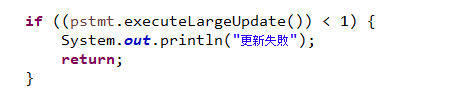 if ((pstmt.executeLargeUpdate()) < 1) {
    System.out.println("更新失敗");
    return;
}